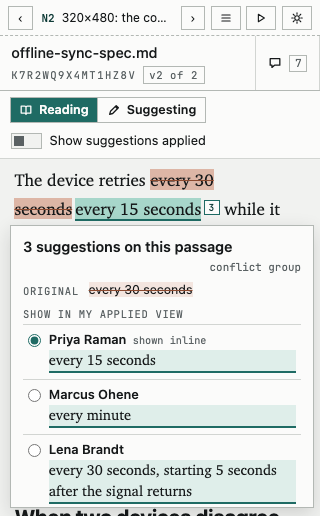 N2 320×480: the co...
offline-sync-spec.md
K7R2WQ9X4MT1HZ8V v2 of 2
7
Reading Suggesting
Show suggestions applied
The device retries every 30
seconds every 15 seconds 3 while it
3 suggestions on this passage
conflict group
ORIGINAL every 30 seconds
SHOW IN MY APPLIED VIEW
Priya Raman shown inline
every 15 seconds
Marcus Ohene
every minute
Lena Brandt
every 30 seconds, starting 5 seconds
after the signal returns
When two devices disagree